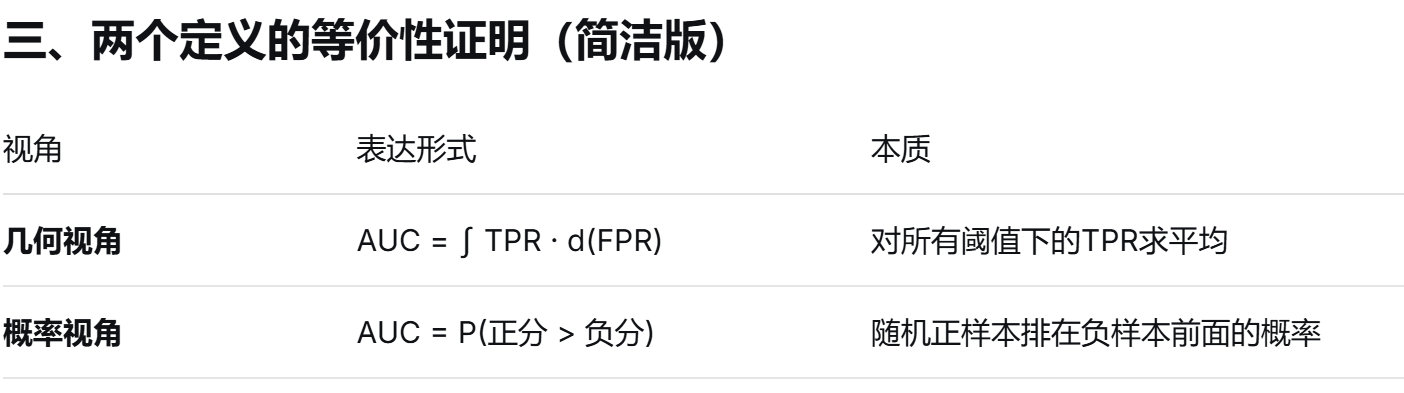 三、两个定义的等价性证明（简洁版）
视角 表达形式 本质
几何视角 AUC = ∫ TPR · d(FPR) 对所有阈值下的TPR求平均
概率视角 AUC = P(正分 > 负分) 随机正样本排在负样本前面的概率